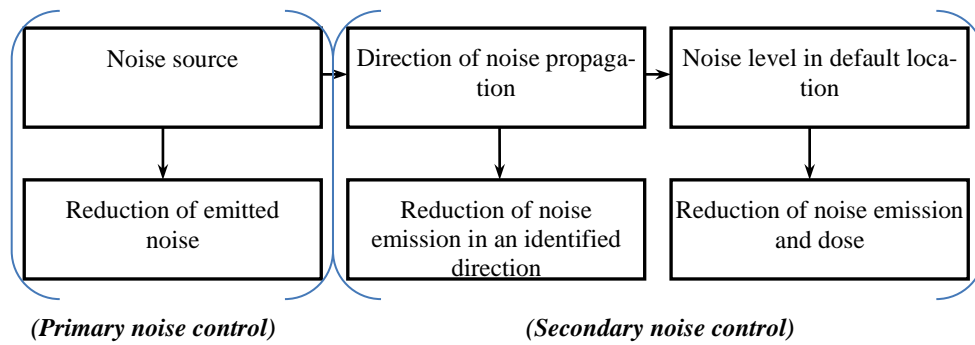 Noise source
Direction of noise propaga-
tion
Noise level in default loca-
tion
Reduction of emitted
noise
Reduction of noise
emission in an identified
direction
Reduction of noise emission
and dose
(Primary noise control)
(Secondary noise control)